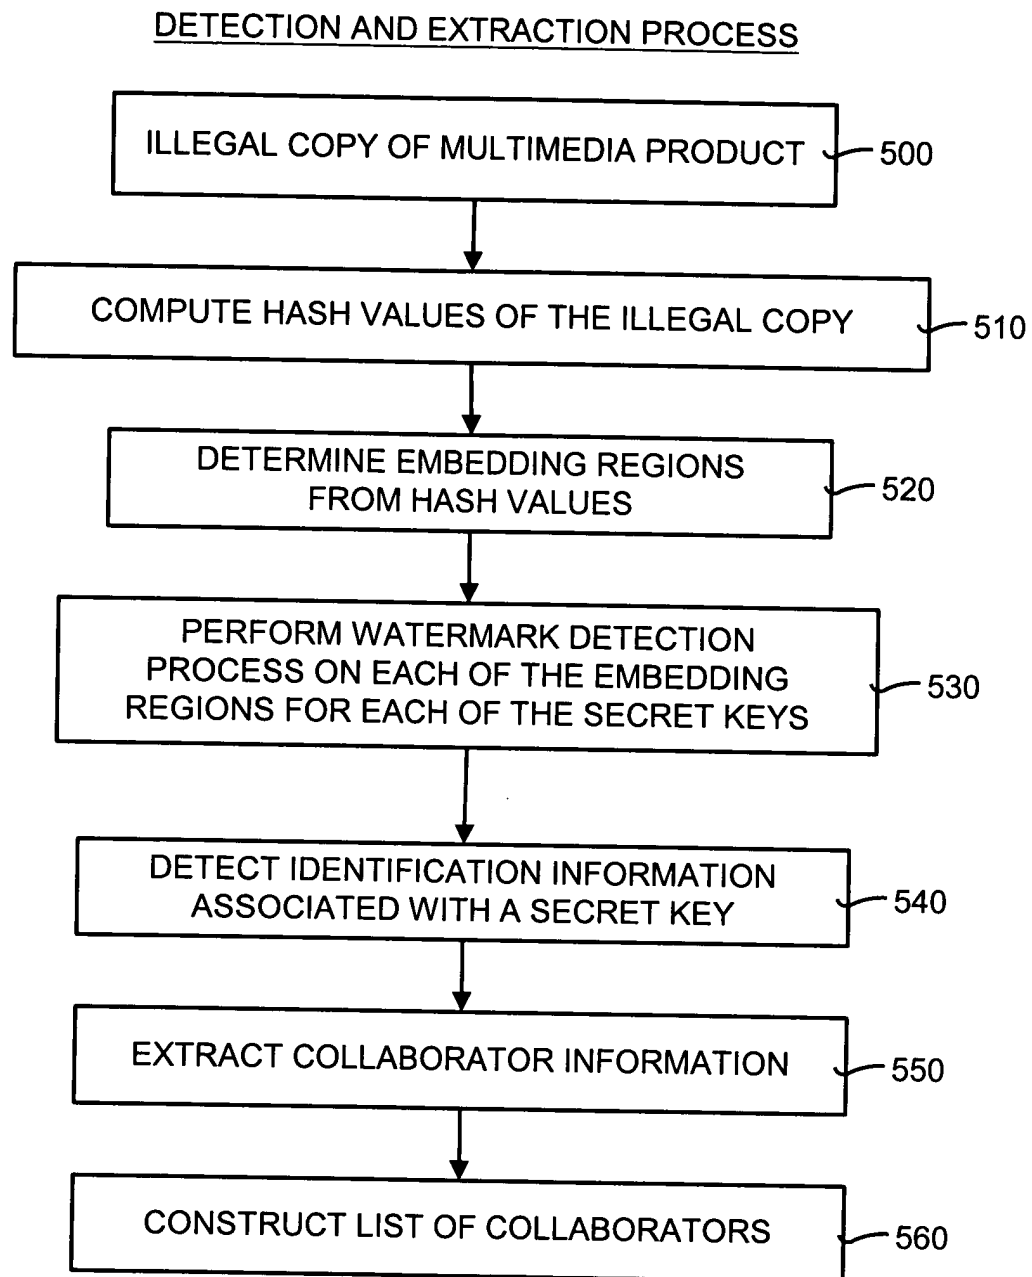 DETECTION AND EXTRACTION PROCESS
ILLEGAL COPY OF MULTIMEDIA PRODUCT
500
COMPUTE HASH VALUES OF THE ILLEGAL COPY
510
DETERMINE EMBEDDING REGIONS
FROM HASH VALUES
520
PERFORM WATERMARK DETECTION
PROCESS ON EACH OF THE EMBEDDING
REGIONS FOR EACH OF THE SECRET KEYS
530
DETECT IDENTIFICATION INFORMATION
ASSOCIATED WITH A SECRET KEY
540
EXTRACT COLLABORATOR INFORMATION
550
CONSTRUCT LIST OF COLLABORATORS
560